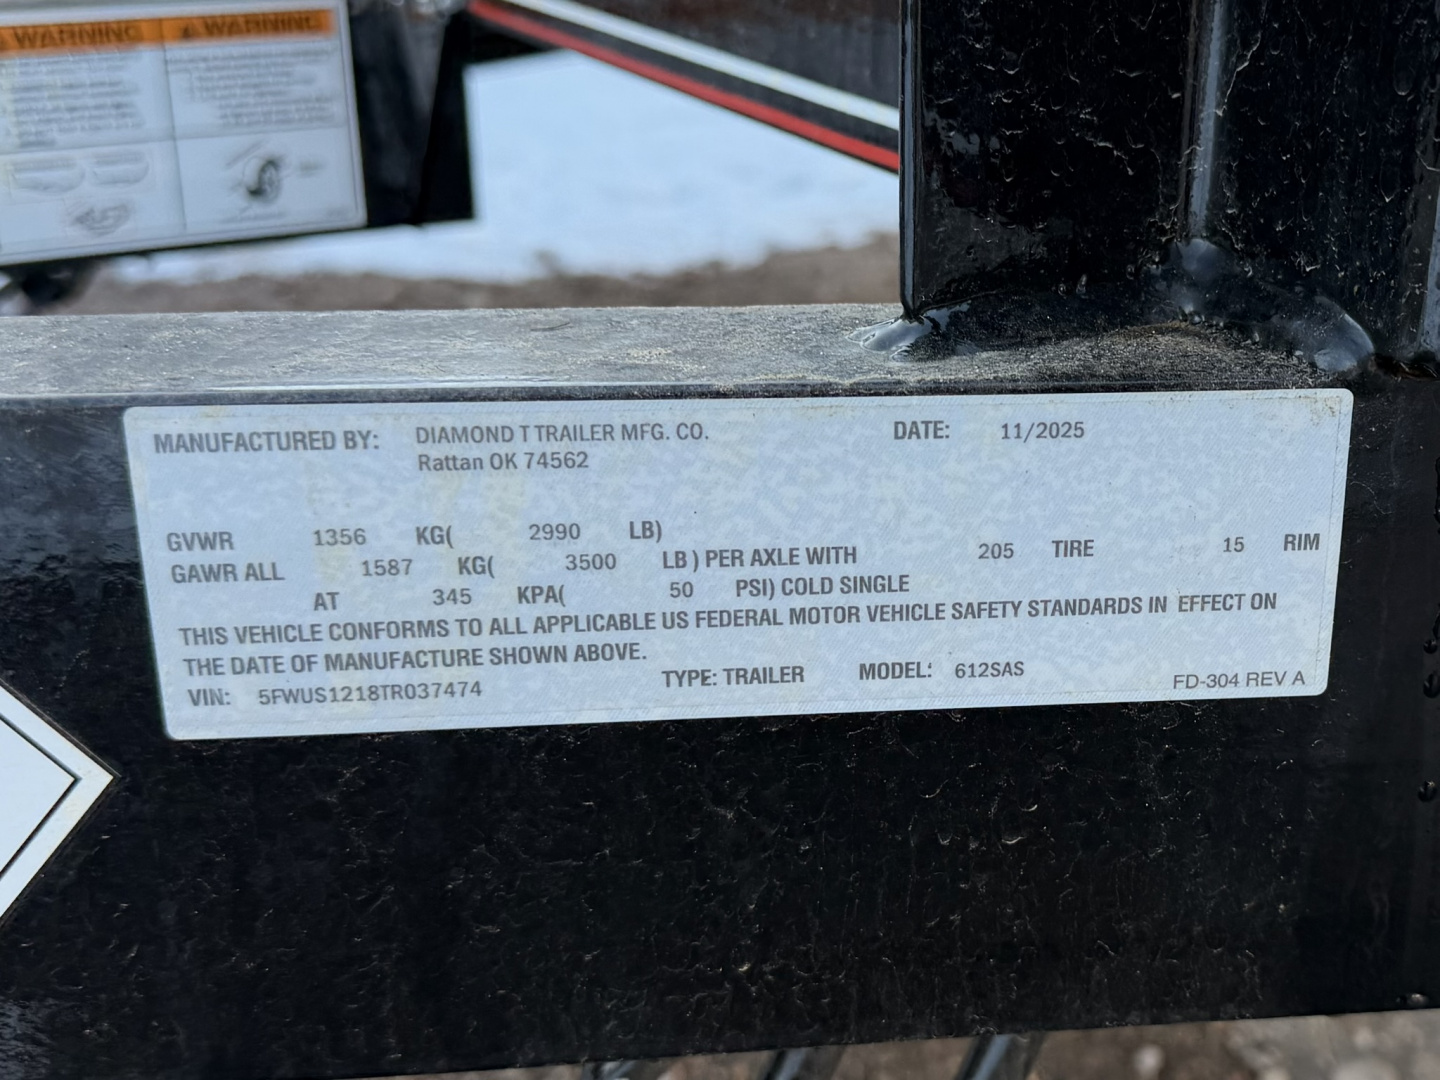 WARNING WARNING
MANUFACTURED BY: DIAMOND T TRAILER MFG. CO. DATE: 11/2025
Rattan OK 74562
GVWR 1356 KG( 2990 LB)
GAWR ALL 1587 KG( 3500 LB ) PER AXLE WITH 205 TIRE 15 RIM
AT 345 KPA( 50 PSI) COLD SINGLE
THIS VEHICLE CONFORMS TO ALL APPLICABLE US FEDERAL MOTOR VEHICLE SAFETY STANDARDS IN EFFECT ON
THE DATE OF MANUFACTURE SHOWN ABOVE.
VIN: 5FWUS1218TR037474 TYPE: TRAILER MODEL: 612SAS FD-304 REV A